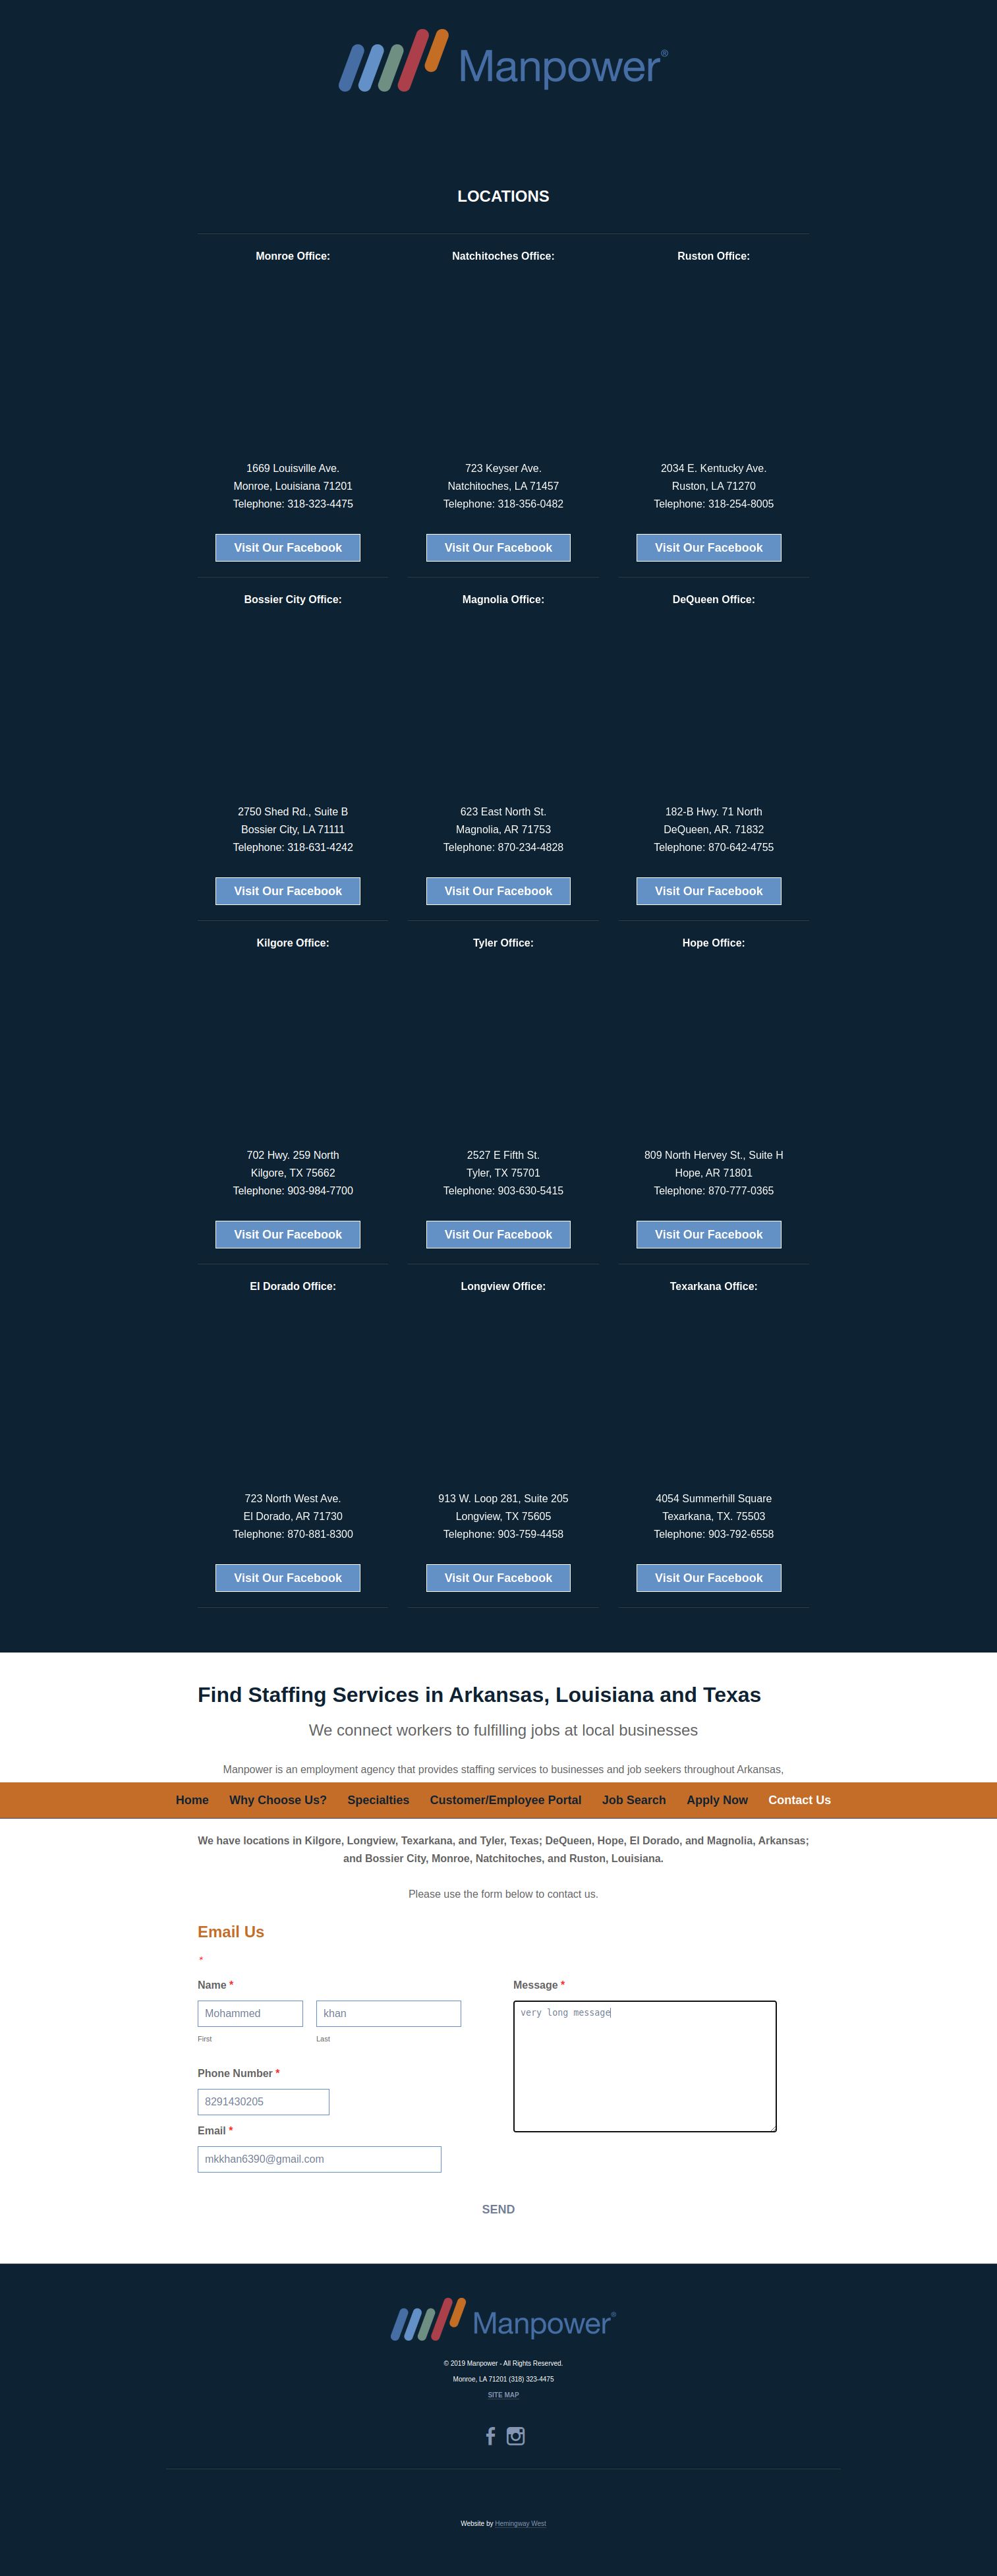 Manpower®
LOCATIONS
Monroe Office:
Natchitoches Office:
Ruston Office:
1669 Louisville Ave.
Monroe, Louisiana 71201
Telephone: 318-323-4475
723 Keyser Ave.
Natchitoches, LA 71457
Telephone: 318-356-0482
2034 E. Kentucky Ave.
Ruston, LA 71270
Telephone: 318-254-8005
Visit Our Facebook
Visit Our Facebook
Visit Our Facebook
Bossier City Office:
Magnolia Office:
DeQueen Office:
2750 Shed Rd., Suite B
Bossier City, LA 71111
Telephone: 318-631-4242
623 East North St.
Magnolia, AR 71753
Telephone: 870-234-4828
182-B Hwy. 71 North
DeQueen, AR. 71832
Telephone: 870-642-4755
Visit Our Facebook
Visit Our Facebook
Visit Our Facebook
Kilgore Office:
Tyler Office:
Hope Office:
702 Hwy. 259 North
Kilgore, TX 75662
Telephone: 903-984-7700
2527 E Fifth St.
Tyler, TX 75701
Telephone: 903-630-5415
809 North Hervey St., Suite H
Hope, AR 71801
Telephone: 870-777-0365
Visit Our Facebook
Visit Our Facebook
Visit Our Facebook
El Dorado Office:
Longview Office:
Texarkana Office:
723 North West Ave.
El Dorado, AR 71730
Telephone: 870-881-8300
913 W. Loop 281, Suite 205
Longview, TX 75605
Telephone: 903-759-4458
4054 Summerhill Square
Texarkana, TX. 75503
Telephone: 903-792-6558
Visit Our Facebook
Visit Our Facebook
Visit Our Facebook
Find Staffing Services in Arkansas, Louisiana and Texas
We connect workers to fulfilling jobs at local businesses
Manpower is an employment agency that provides staffing services to businesses and job seekers throughout Arkansas,
Home Why Choose Us? Specialties Customer/Employee Portal Job Search Apply Now Contact Us
We have locations in Kilgore, Longview, Texarkana, and Tyler, Texas; DeQueen, Hope, El Dorado, and Magnolia, Arkansas;
and Bossier City, Monroe, Natchitoches, and Ruston, Louisiana.
Please use the form below to contact us.
Email Us
*
Name *
Mohammed
khan
First
Last
Phone Number *
8291430205
Email *
mkkhan6390@gmail.com
Message *
very long message
SEND
Manpower®
© 2019 Manpower - All Rights Reserved.
Monroe, LA 71201 (318) 323-4475
SITE MAP
Website by Hemingway West